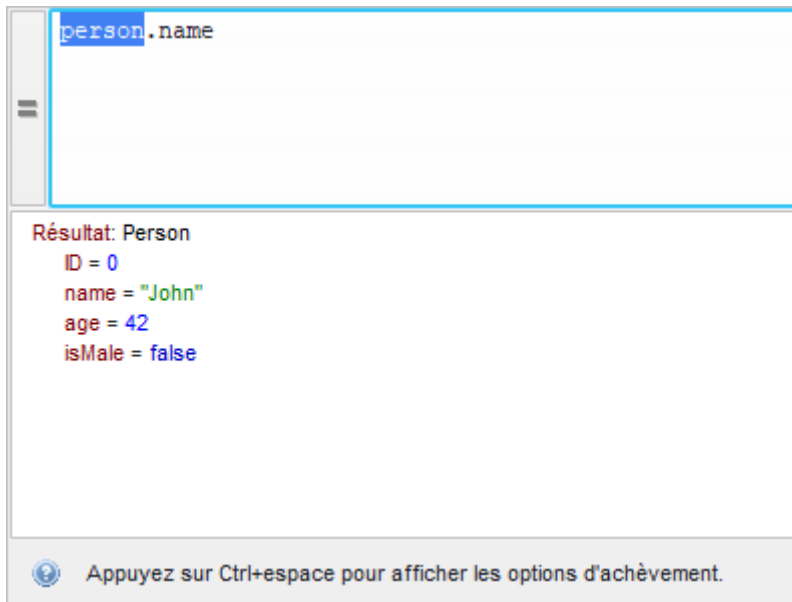 person.name
=
Résultat: Person
ID = 0
name = "John"
age = 42
isMale = false
? Appuyez sur Ctrl+espace pour afficher les options d'achèvement.